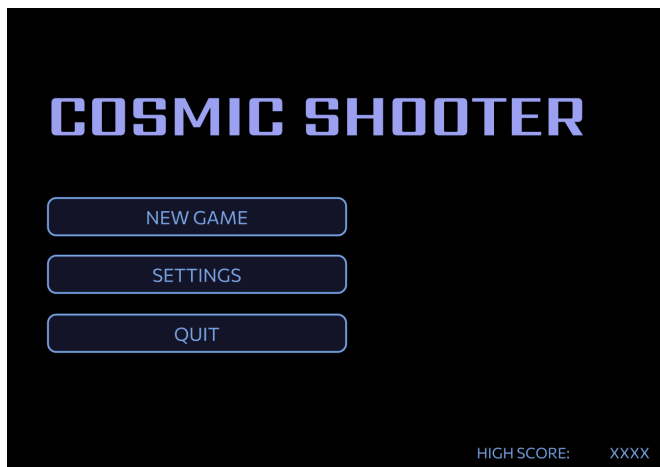 COSMIC SHOOTER
NEW GAME
SETTINGS
QUIT
HIGH SCORE: XXXX